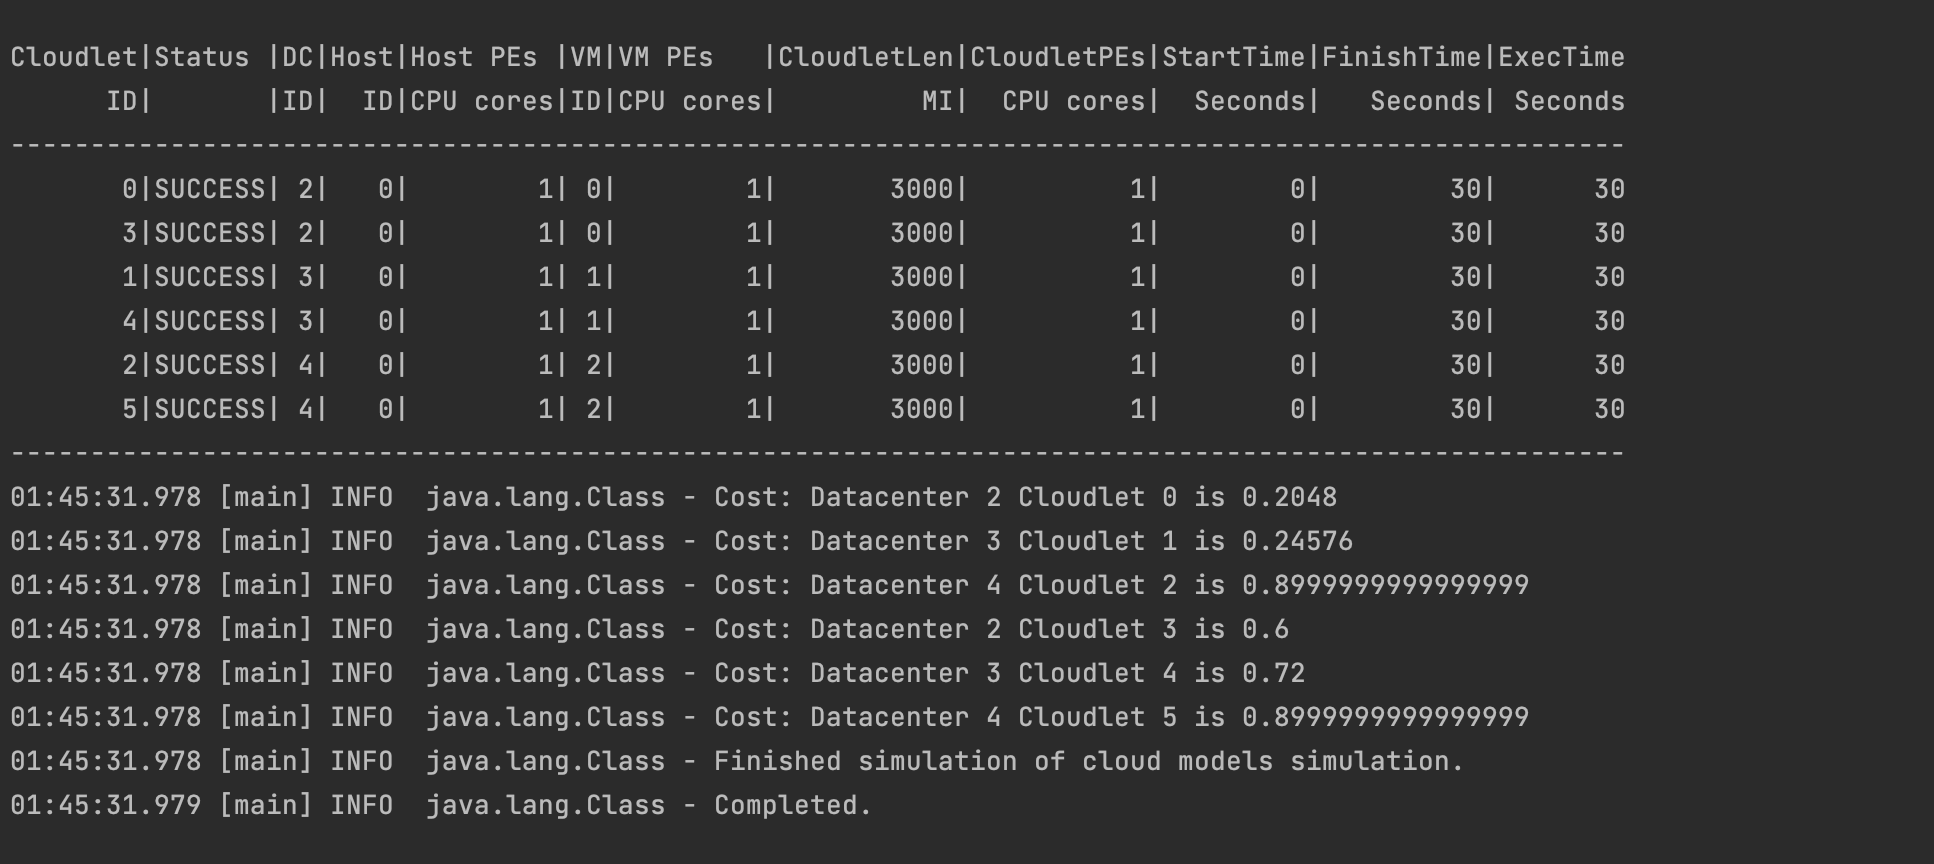 Cloudlet|Status |DC|Host|Host PEs |VM|VM PEs   |CloudletLen|CloudletPEs|StartTime|FinishTime|ExecTime
      ID|       |ID|  ID|CPU cores|ID|CPU cores|         MI|  CPU cores|  Seconds|   Seconds| Seconds
-----------------------------------------------------------------------------------------------------
       0|SUCCESS| 2|   0|        1| 0|        1|       3000|          1|        0|        30|      30
       3|SUCCESS| 2|   0|        1| 0|        1|       3000|          1|        0|        30|      30
       1|SUCCESS| 3|   0|        1| 1|        1|       3000|          1|        0|        30|      30
       4|SUCCESS| 3|   0|        1| 1|        1|       3000|          1|        0|        30|      30
       2|SUCCESS| 4|   0|        1| 2|        1|       3000|          1|        0|        30|      30
       5|SUCCESS| 4|   0|        1| 2|        1|       3000|          1|        0|        30|      30
-----------------------------------------------------------------------------------------------------
01:45:31.978 [main] INFO  java.lang.Class - Cost: Datacenter 2 Cloudlet 0 is 0.2048
01:45:31.978 [main] INFO  java.lang.Class - Cost: Datacenter 3 Cloudlet 1 is 0.24576
01:45:31.978 [main] INFO  java.lang.Class - Cost: Datacenter 4 Cloudlet 2 is 0.8999999999999999
01:45:31.978 [main] INFO  java.lang.Class - Cost: Datacenter 2 Cloudlet 3 is 0.6
01:45:31.978 [main] INFO  java.lang.Class - Cost: Datacenter 3 Cloudlet 4 is 0.72
01:45:31.978 [main] INFO  java.lang.Class - Cost: Datacenter 4 Cloudlet 5 is 0.8999999999999999
01:45:31.978 [main] INFO  java.lang.Class - Finished simulation of cloud models simulation.
01:45:31.979 [main] INFO  java.lang.Class - Completed.